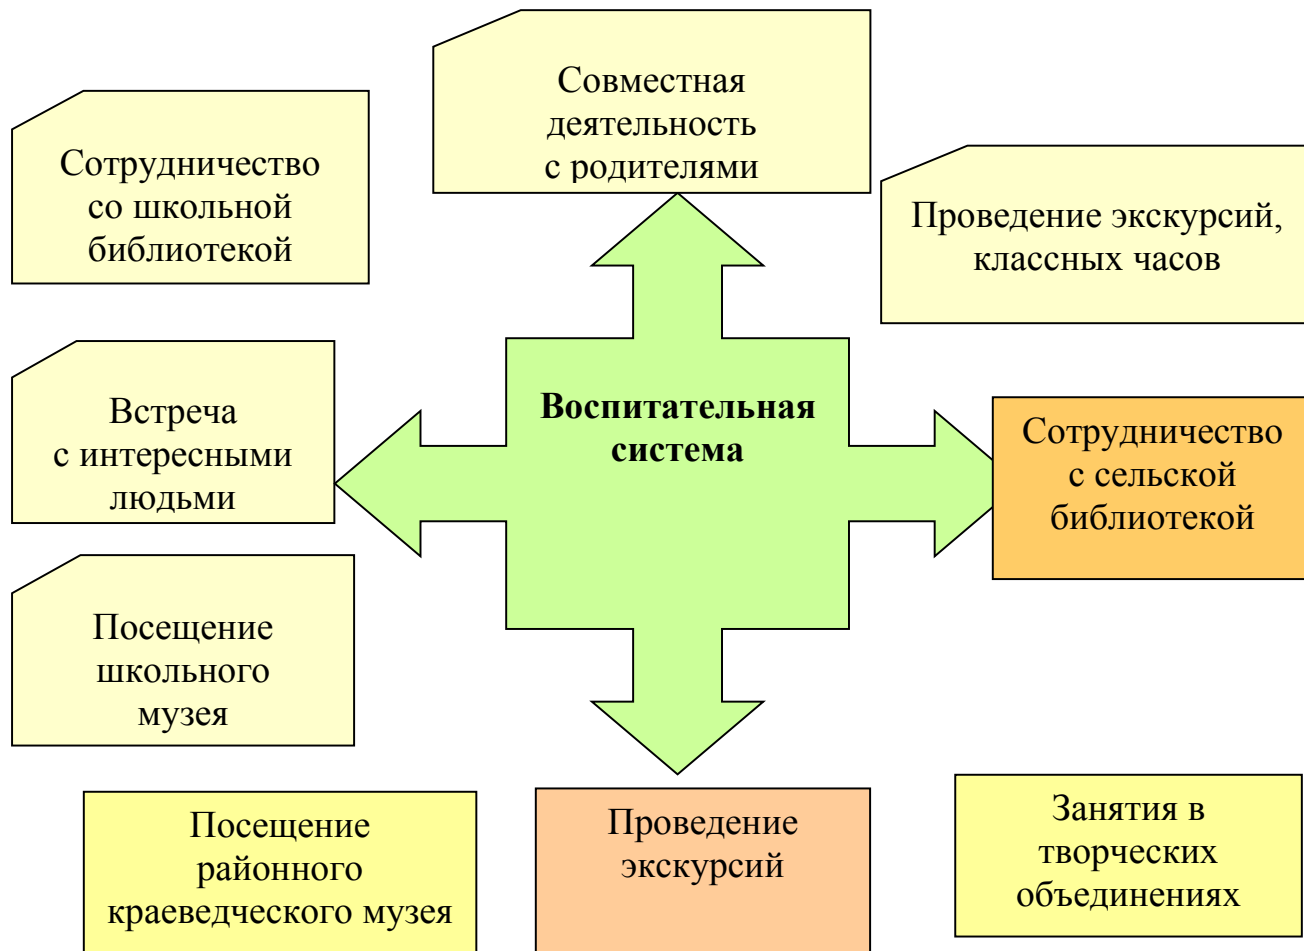 Совместная
деятельность
с родителями
Сотрудничество
со школьной
библиотекой
Проведение экскурсий,
классных часов
Встреча
с интересными
людьми
Воспитательная
система
Сотрудничество
с сельской
библиотекой
Посещение
школьного
музея
Посещение
районного
краеведческого музея
Проведение
экскурсий
Занятия в
творческих
объединениях